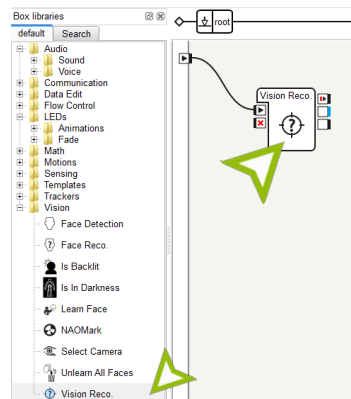 Box libraries
default Search
root
Audio
Sound
Voice
Communication
Data Edit
Flow Control
LEDs
Animations
Fade
Math
Motions
Sensing
Templates
Trackers
Vision
Face Detection
Face Reco.
Is Backlit
Is In Darkness
Learn Face
NAOMark
Select Camera
Unlearn All Faces
Vision Reco.
Vision Reco.